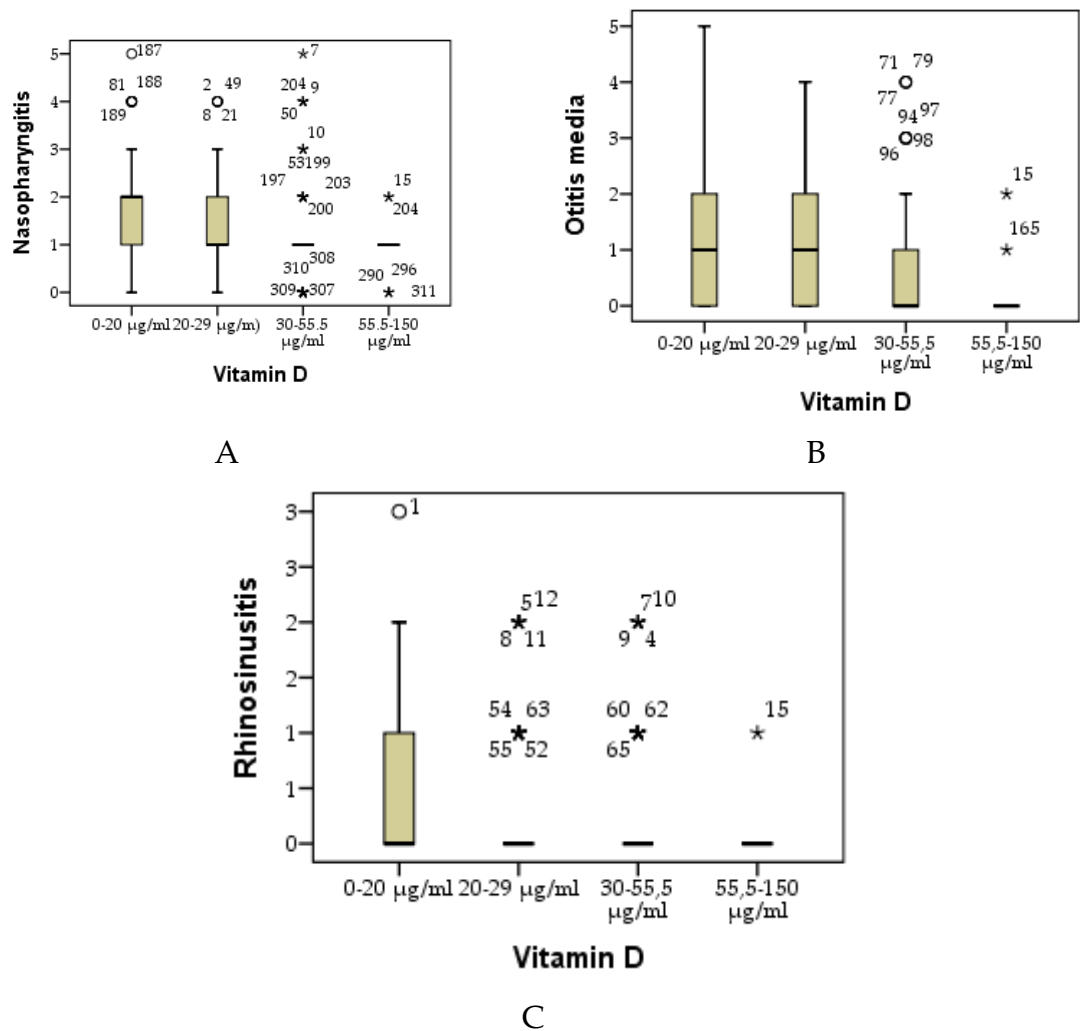 5 187 7
81 188 2 49 204 9
4
189 8 21 50
10
3
53199
197 203 15
2
200 204
1
308
310 290 296
309 307 311
0
Nasopharyngitis
0-20 µg/ml 20-29 µg/m) 30-55.5 55.5-150
µg/ml µg/ml
Vitamin D
A
5
71 79
4
77
94 97
3
96 98
15
2
165
1
0
Otitis media
0-20 µg/ml 20-29 µg/ml 30-55,5 55,5-150
µg/ml µg/ml
Vitamin D
B
3 1
3
5 12 7 10
2
8 11 9 4
2
54 63 60 62 15
1
55 52 65
1
0
Rhinosinusitis
0-20 µg/ml 20-29 µg/ml 30-55,5 55,5-150
µg/ml µg/ml
Vitamin D
C